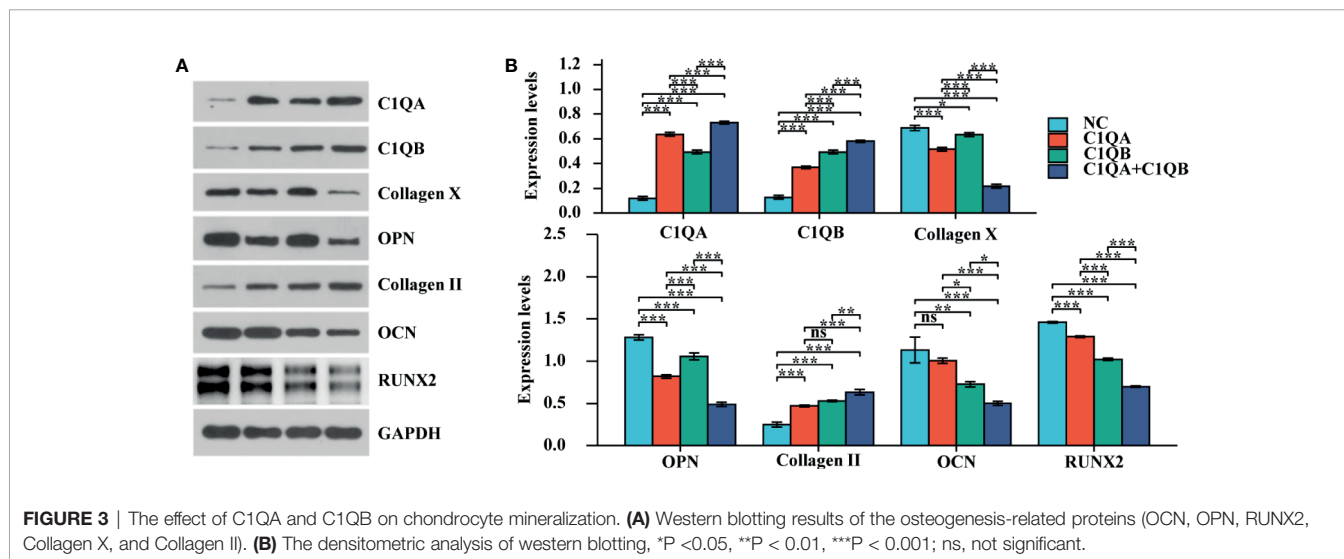 A
C1QA
C1QB
Collagen X
OPN
Collagen II
OCN
RUNX2
GAPDH
B
Expression levels
1.2
1.0
0.8
0.6
0.4
0.2
0.0
***
***
***
***
***
***
C1QA
***
***
***
***
***
***
C1QB
***
***
***
***
*
***
Collagen X
NC
C1QA
C1QB
C1QA+C1QB
Expression levels
2.5
2.0
1.5
1.0
0.5
0.0
***
***
***
***
***
***
OPN
**
***
ns
***
***
***
Collagen II
*
***
*
***
**
ns
OCN
***
***
***
***
***
***
RUNX2
FIGURE 3 | The effect of C1QA and C1QB on chondrocyte mineralization. (A) Western blotting results of the osteogenesis-related proteins (OCN, OPN, RUNX2,
Collagen X, and Collagen II). (B) The densitometric analysis of western blotting, *P <0.05, **P < 0.01, ***P < 0.001; ns, not significant.